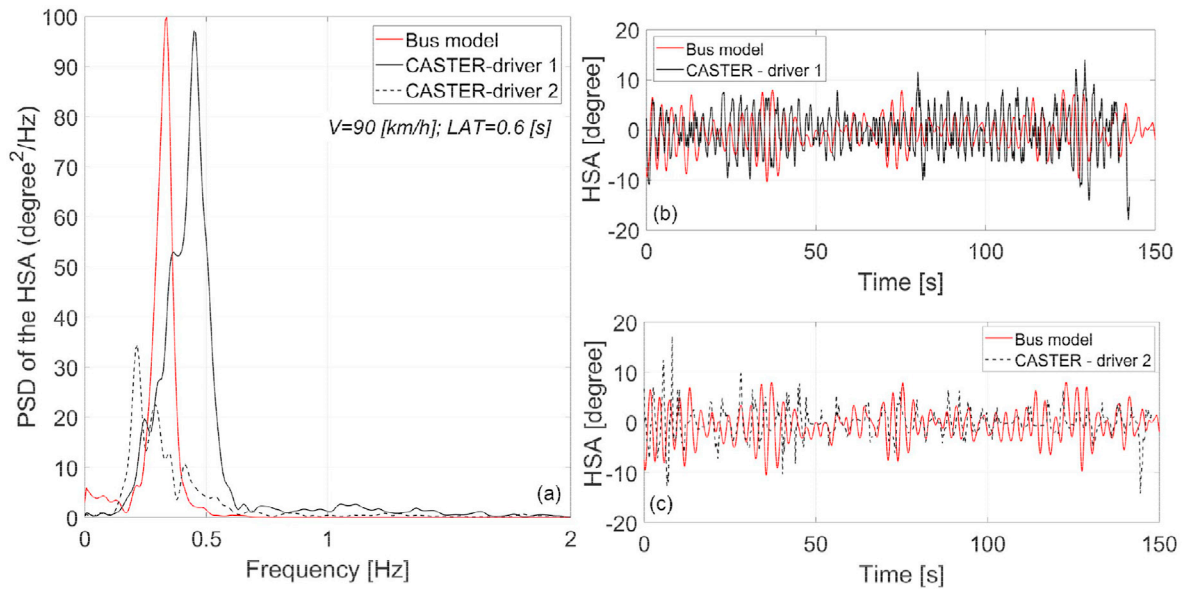 PSD of the HSA (degree²/Hz)
100
90
80
70
60
50
40
30
20
10
0
Bus model
CASTER-driver 1
CASTER-driver 2
V=90 [km/h]; LAT=0.6 [s]
(a)
0
0.5
1
2
Frequency [Hz]
HSA [degree]
20
10
0
-10
-20
Bus model
CASTER - driver 1
(b)
0
50
100
150
Time [s]
HSA [degree]
20
10
0
-10
-20
Bus model
CASTER - driver 2
(c)
0
50
100
150
Time [s]